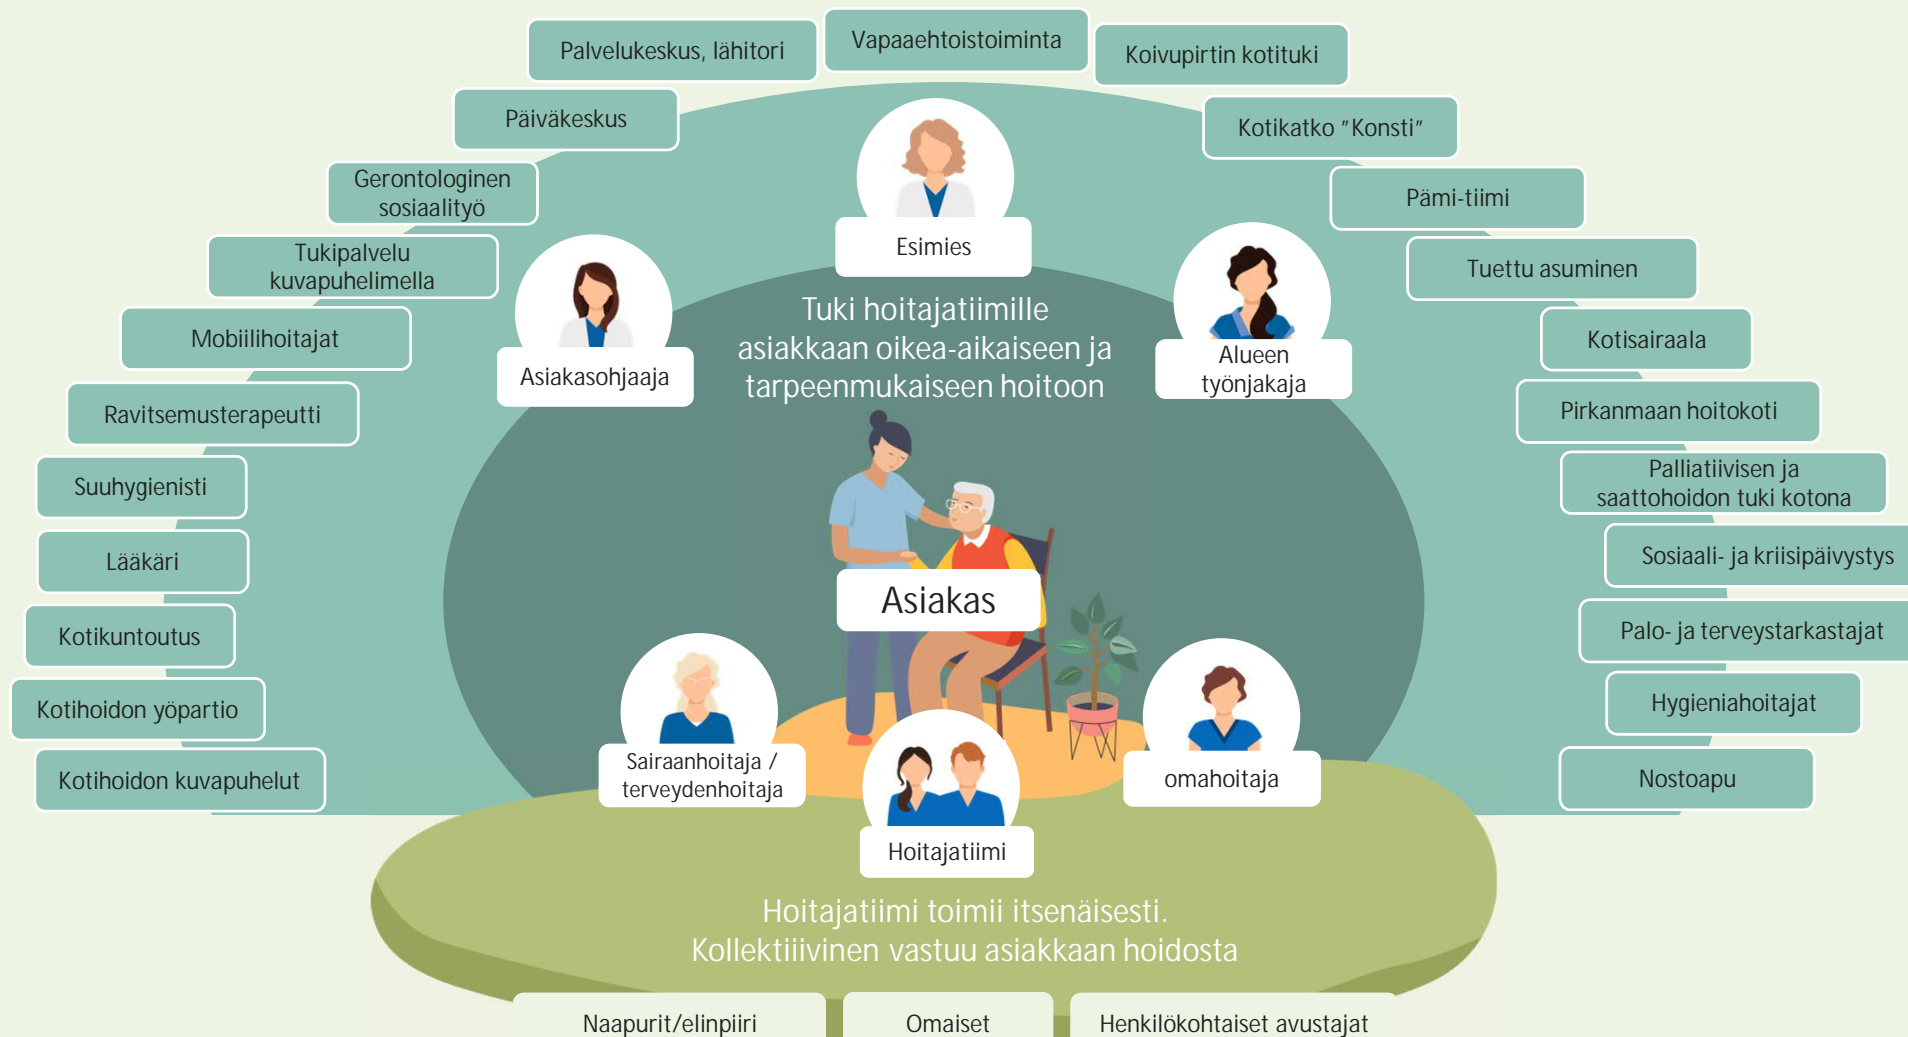 Vapaaehtoistoiminta
Palvelukeskus, lähitori
Koivupirtin kotituki
Päiväkeskus
Kotikatko ”Konsti”
Gerontologinen
sosiaalityö
Pämi-tiimi
Tukipalvelu
kuvapuhelimella
Tuettu asuminen
Mobiilihoitajat
Kotisairaala
Ravitsemusterapeutti
Pirkanmaan hoitokoti
Suuhygienisti
Palliatiivisen ja
saattohoidon tuki kotona
Lääkäri
Sosiaali- ja kriisipäivystys
Kotikuntoutus
Palo- ja terveystarkastajat
Kotihoidon yöpartio
Hygieniahoitajat
Kotihoidon kuvapuhelut
Nostoapu
Esimies
Asiakasohjaaja
Alueen
työnjakaja
Tuki hoitajatiimille
asiakkaan oikea-aikaiseen ja
tarpeenmukaiseen hoitoon
Asiakas
Sairaanhoitaja /
terveydenhoitaja
omahoitaja
Hoitajatiimi
Hoitajatiimi toimii itsenäisesti.
Kollektiiivinen vastuu asiakkaan hoidosta
Naapurit/elinpiiri
Omaiset
Henkilökohtaiset avustajat